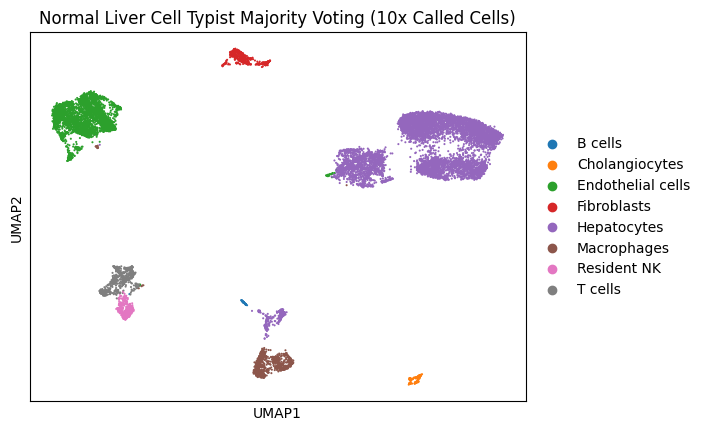 Normal Liver Cell Typist Majority Voting (10x Called Cells)
UMAP2
B cells
Cholangiocytes
Endothelial cells
Fibroblasts
Hepatocytes
Macrophages
Resident NK
T cells
UMAP1